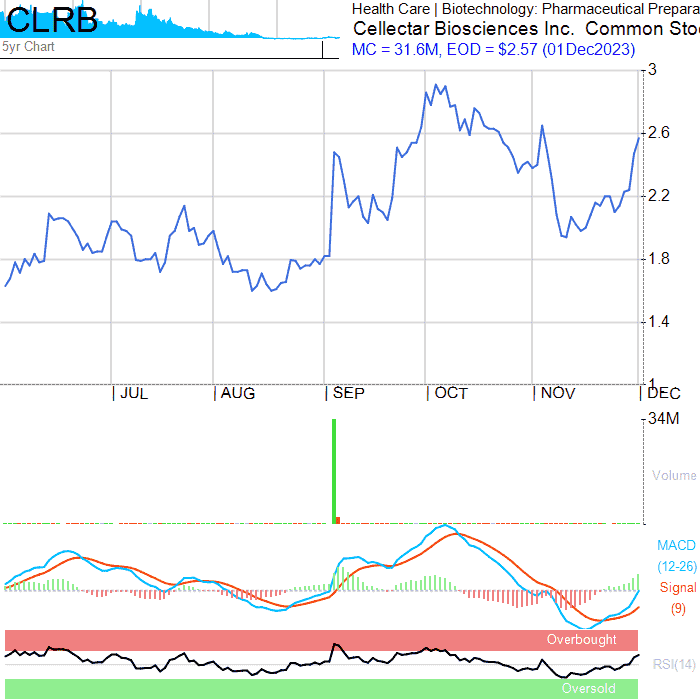 CLRB
5yr Chart
Health Care | Biotechnology: Pharmaceutical Prepara
Cellectar Biosciences Inc. Common Sto
MC = 31.6M, EOD = $2.57 (01Dec2023)
3
2.6
2.2
1.8
1.4
1
JUL AUG SEP OCT NOV DEC
34M
Volume
MACD
(12-26)
Signal
(9)
Overbought
RSI(14)
Oversold